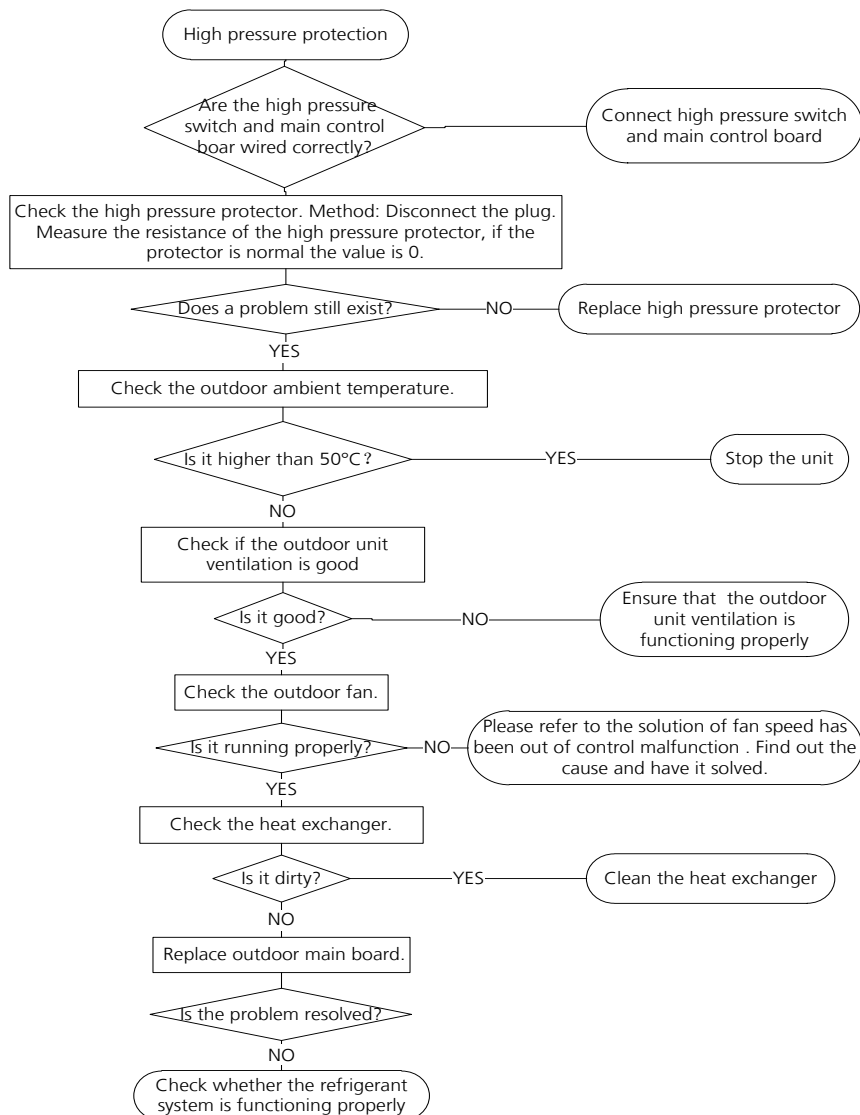 High pressure protection
Are the high pressure
switch and main control
boar wired correctly?
Connect high pressure switch
and main control board
Check the high pressure protector. Method: Disconnect the plug.
Measure the resistance of the high pressure protector, if the
protector is normal the value is 0.
Does a problem still exist?
NO
Replace high pressure protector
YES
Check the outdoor ambient temperature.
Is it higher than 50°C?
YES
Stop the unit
NO
Check if the outdoor unit
ventilation is good
Is it good?
NO
Ensure that the outdoor
unit ventilation is
functioning properly
YES
Check the outdoor fan.
Is it running properly?
NO
Please refer to the solution of fan speed has
been out of control malfunction . Find out the
cause and have it solved.
YES
Check the heat exchanger.
Is it dirty?
YES
Clean the heat exchanger
NO
Replace outdoor main board.
Is the problem resolved?
NO
Check whether the refrigerant
system is functioning properly